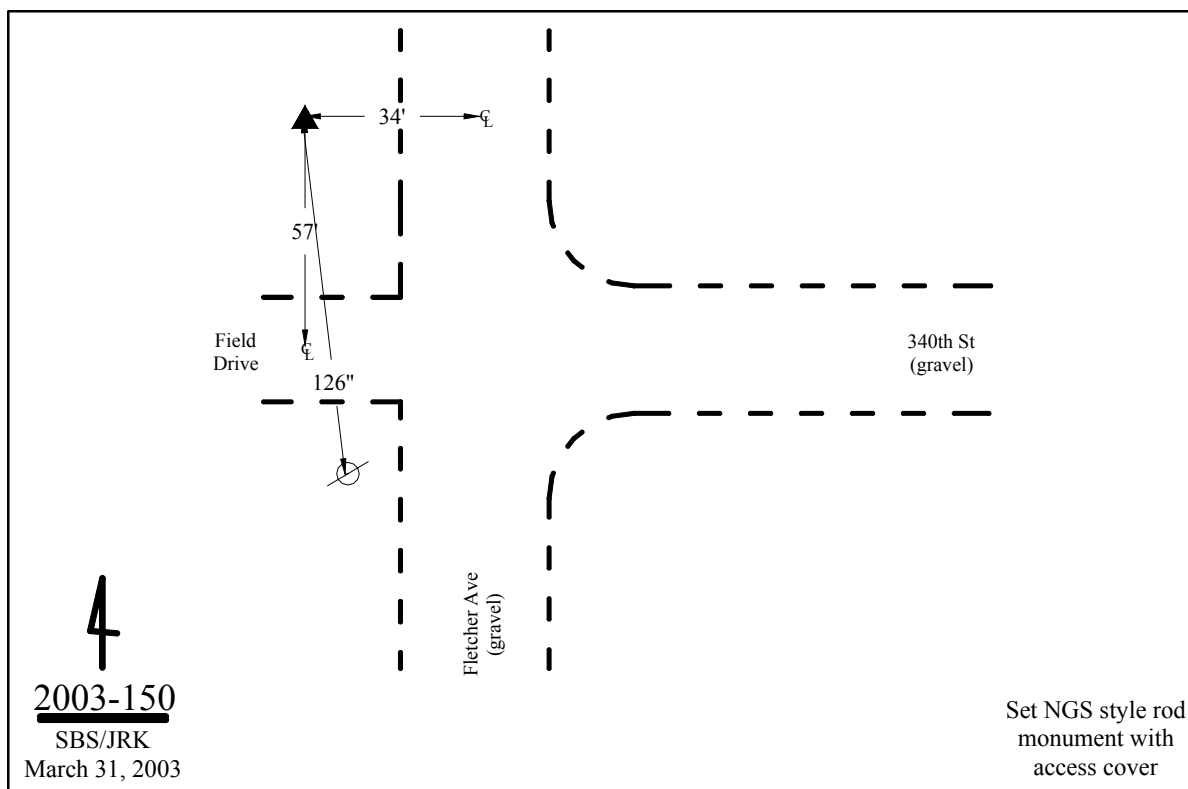 34'
℄
57'
Field
Drive
℄
340th St
(gravel)
126"
Fletcher Ave
(gravel)
2003-150
SBS/JRK
March 31, 2003
Set NGS style rod
monument with
access cover